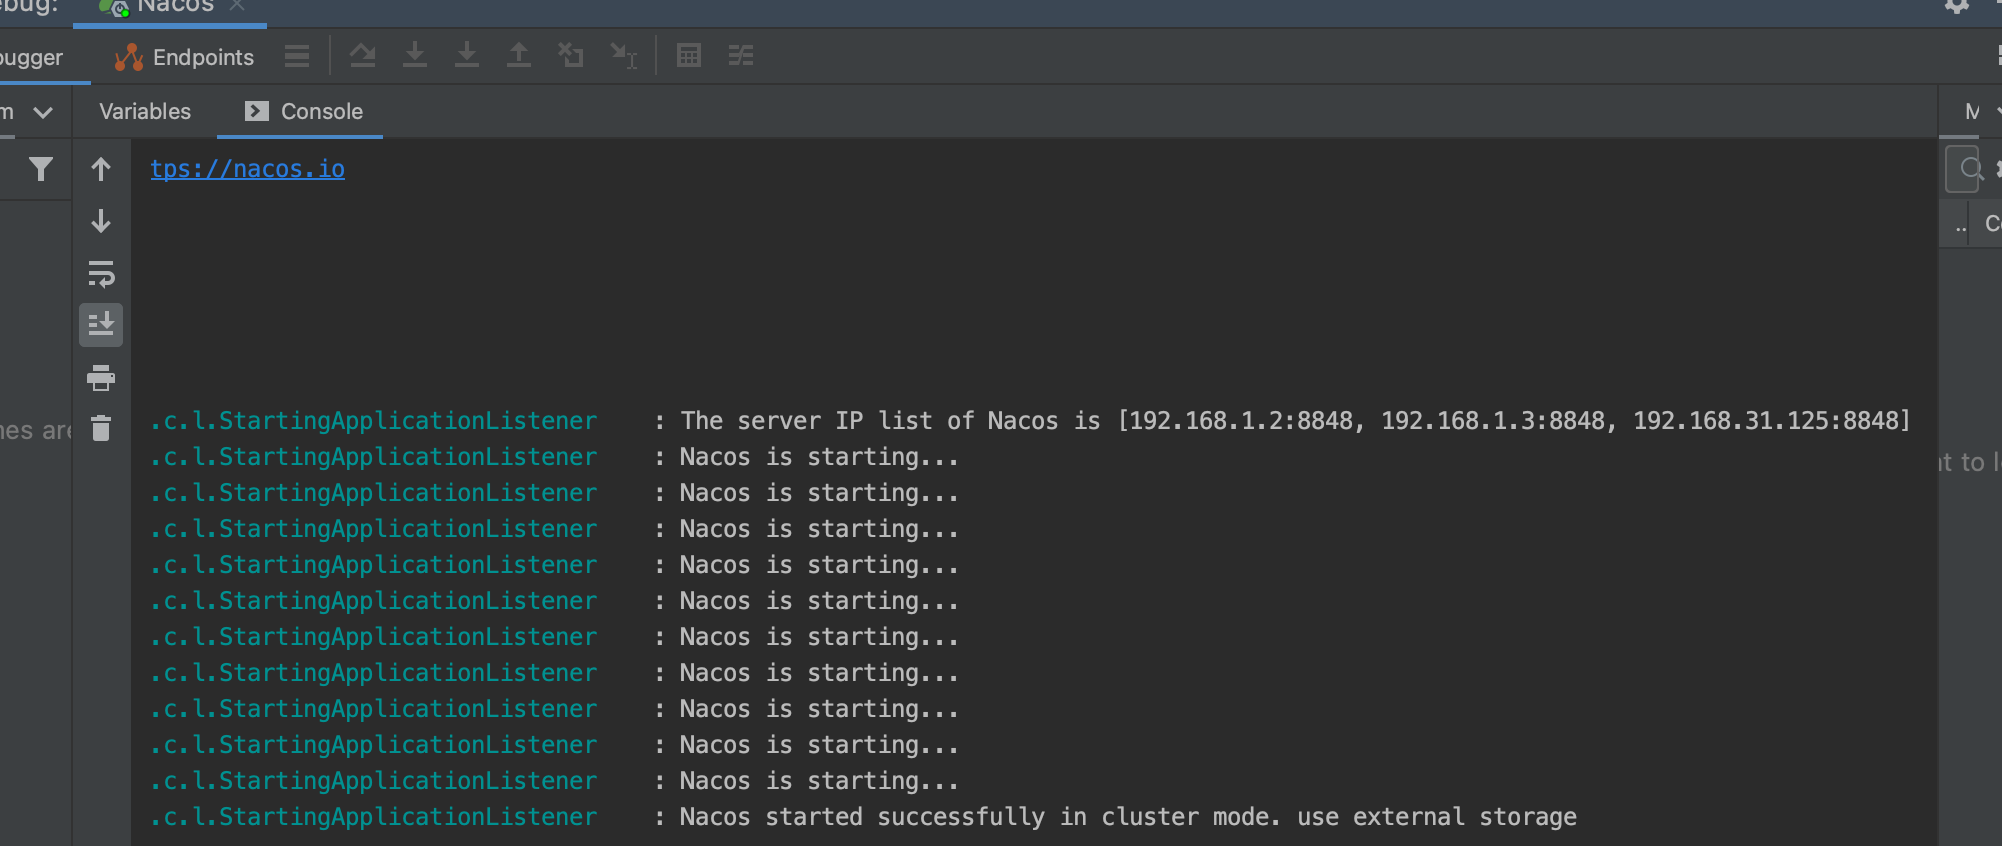 ebug: Nacos
bugger Endpoints
m Variables Console M
tps://nacos.io
.. C
.c.l.StartingApplicationListener : The server IP list of Nacos is [192.168.1.2:8848, 192.168.1.3:8848, 192.168.31.125:8848]
nes are
.c.l.StartingApplicationListener : Nacos is starting...
nt to l
.c.l.StartingApplicationListener : Nacos is starting...
.c.l.StartingApplicationListener : Nacos is starting...
.c.l.StartingApplicationListener : Nacos is starting...
.c.l.StartingApplicationListener : Nacos is starting...
.c.l.StartingApplicationListener : Nacos is starting...
.c.l.StartingApplicationListener : Nacos is starting...
.c.l.StartingApplicationListener : Nacos is starting...
.c.l.StartingApplicationListener : Nacos is starting...
.c.l.StartingApplicationListener : Nacos is starting...
.c.l.StartingApplicationListener : Nacos started successfully in cluster mode. use external storage